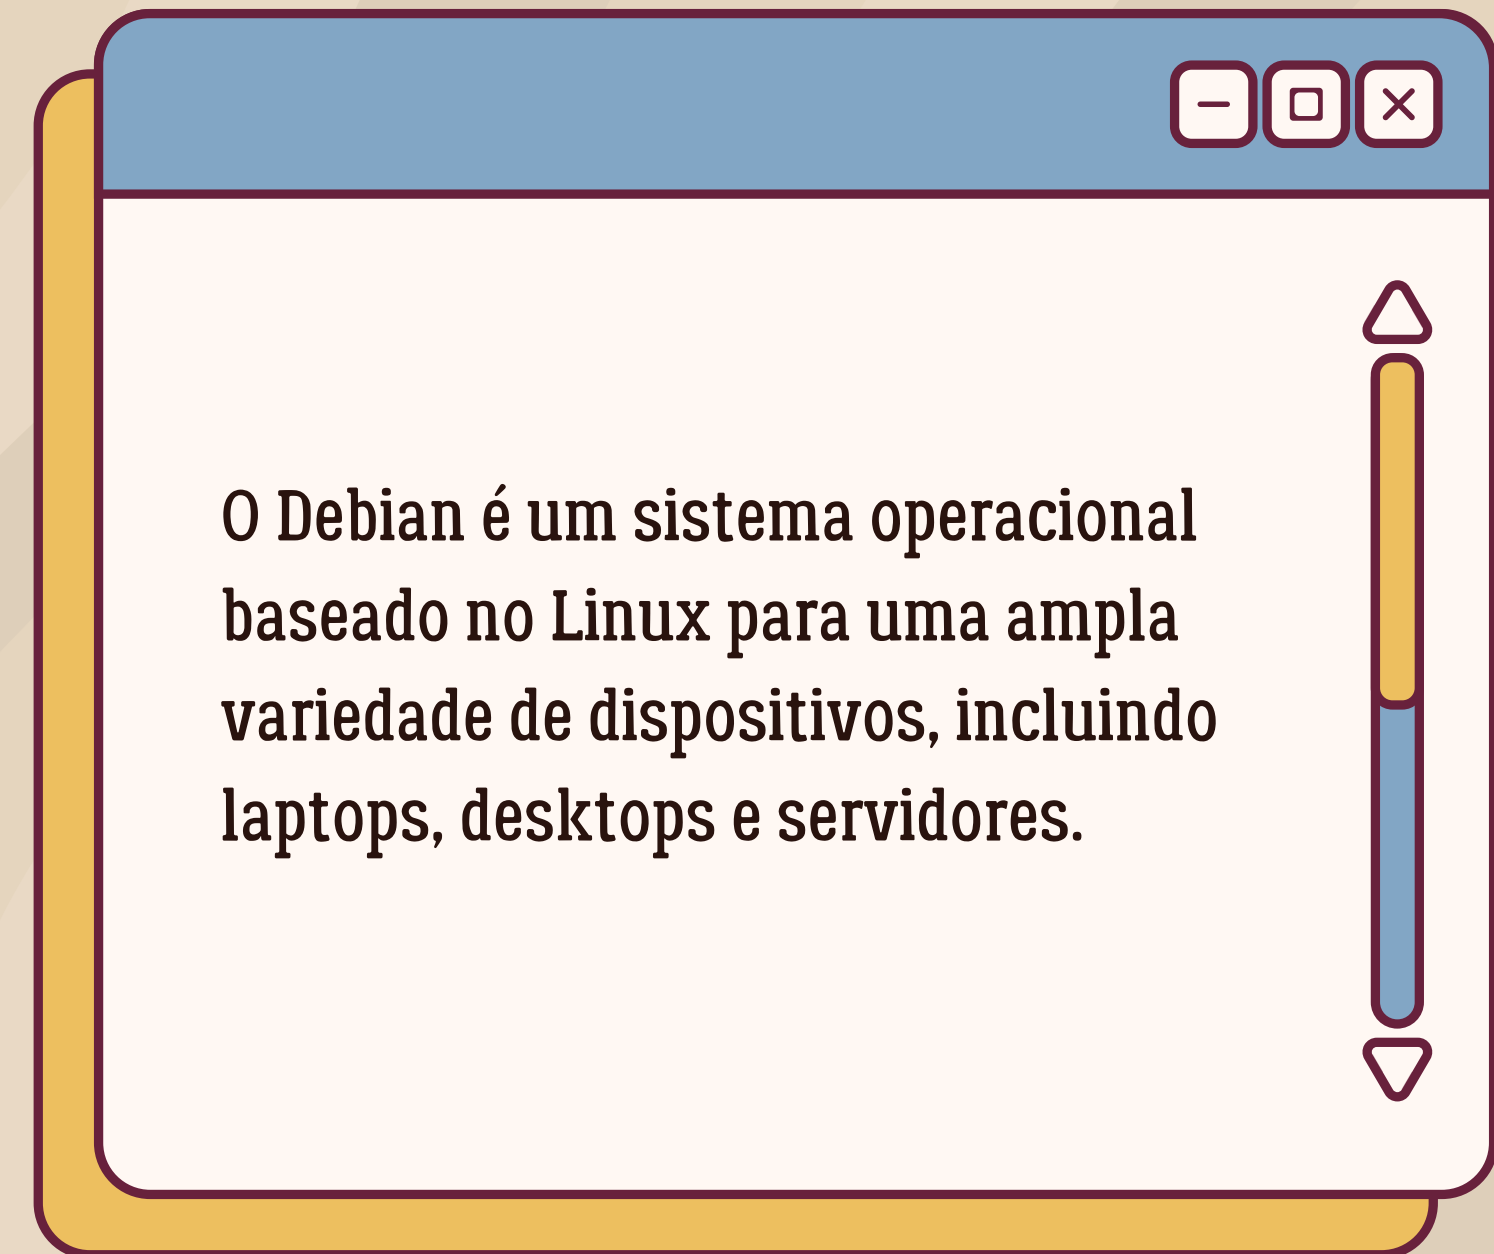 O Debian é um sistema operacional
baseado no Linux para uma ampla
variedade de dispositivos, incluindo
laptops, desktops e servidores.